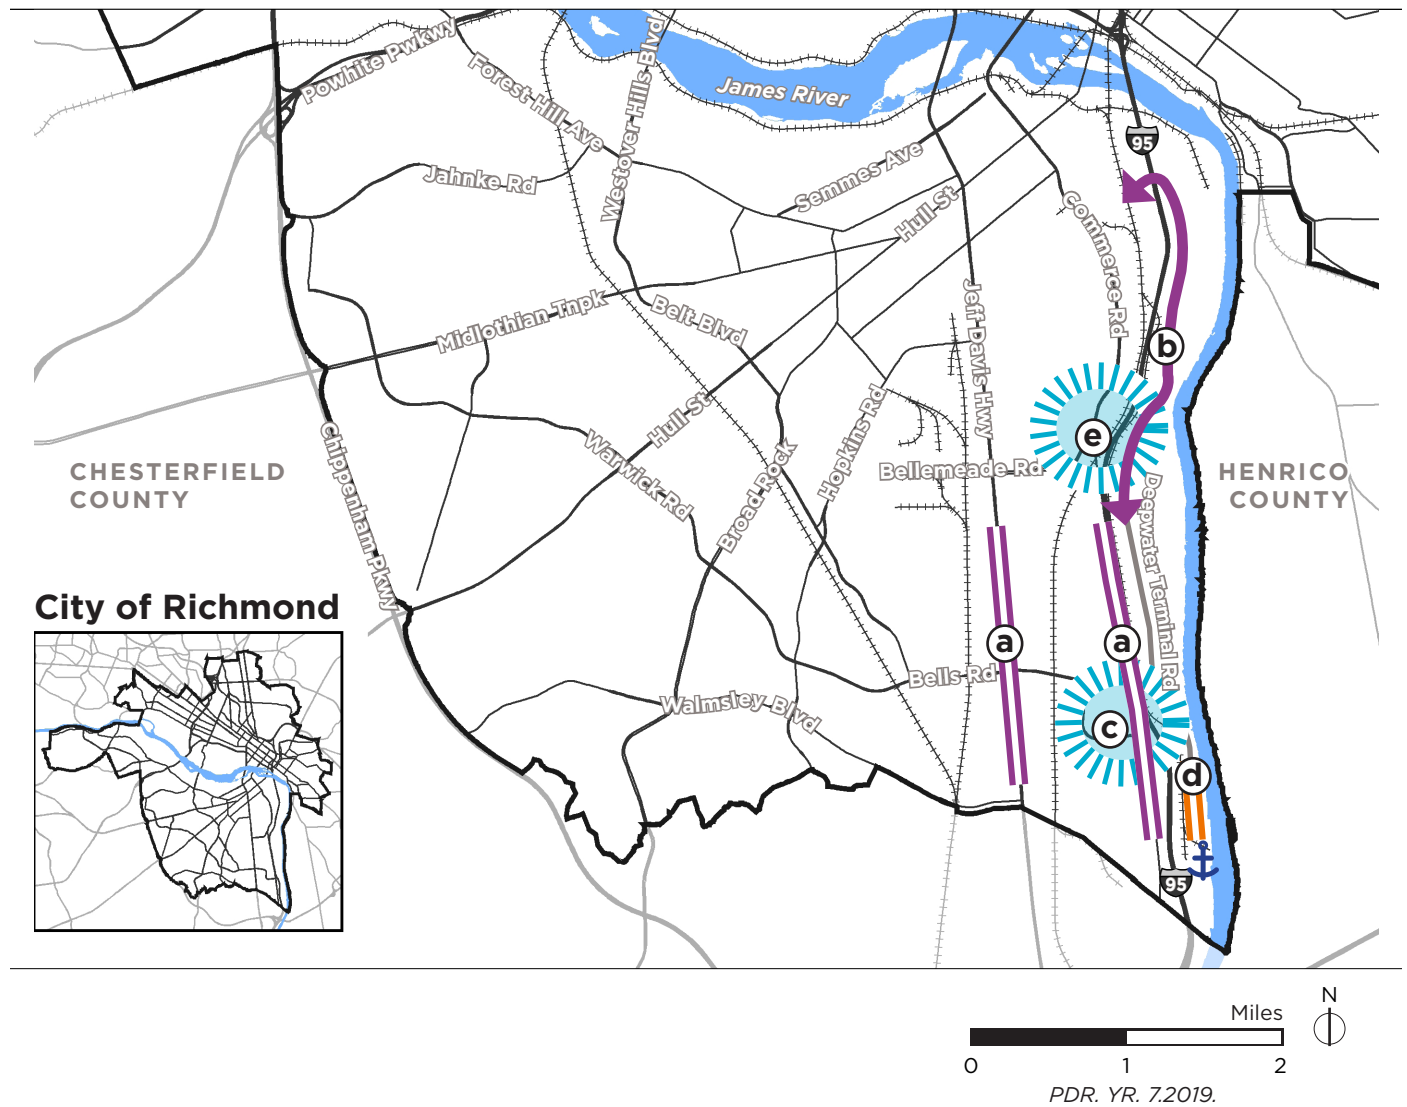 Powhite Pwkwy
Forest Hill Ave
Westover Hills Blvd
James River
95
Jahnke Rd
Semmes Ave
Hull St
Commerce Rd
Jeff Davis Hwy
Midlothian Tnpk
Belt Blvd
b
Chippenham Pkwy
Hull St
Hopkins Rd
e
Warwick Rd
Broad Rock
Bellemeade Rd
CHESTERFIELD
COUNTY
HENRICO
COUNTY
Deepwater Terminal Rd
City of Richmond
a
a
Bells Rd
Walmsley Blvd
c
d
95
Miles
N
0
1
2
PDR. YR. 7.2019.